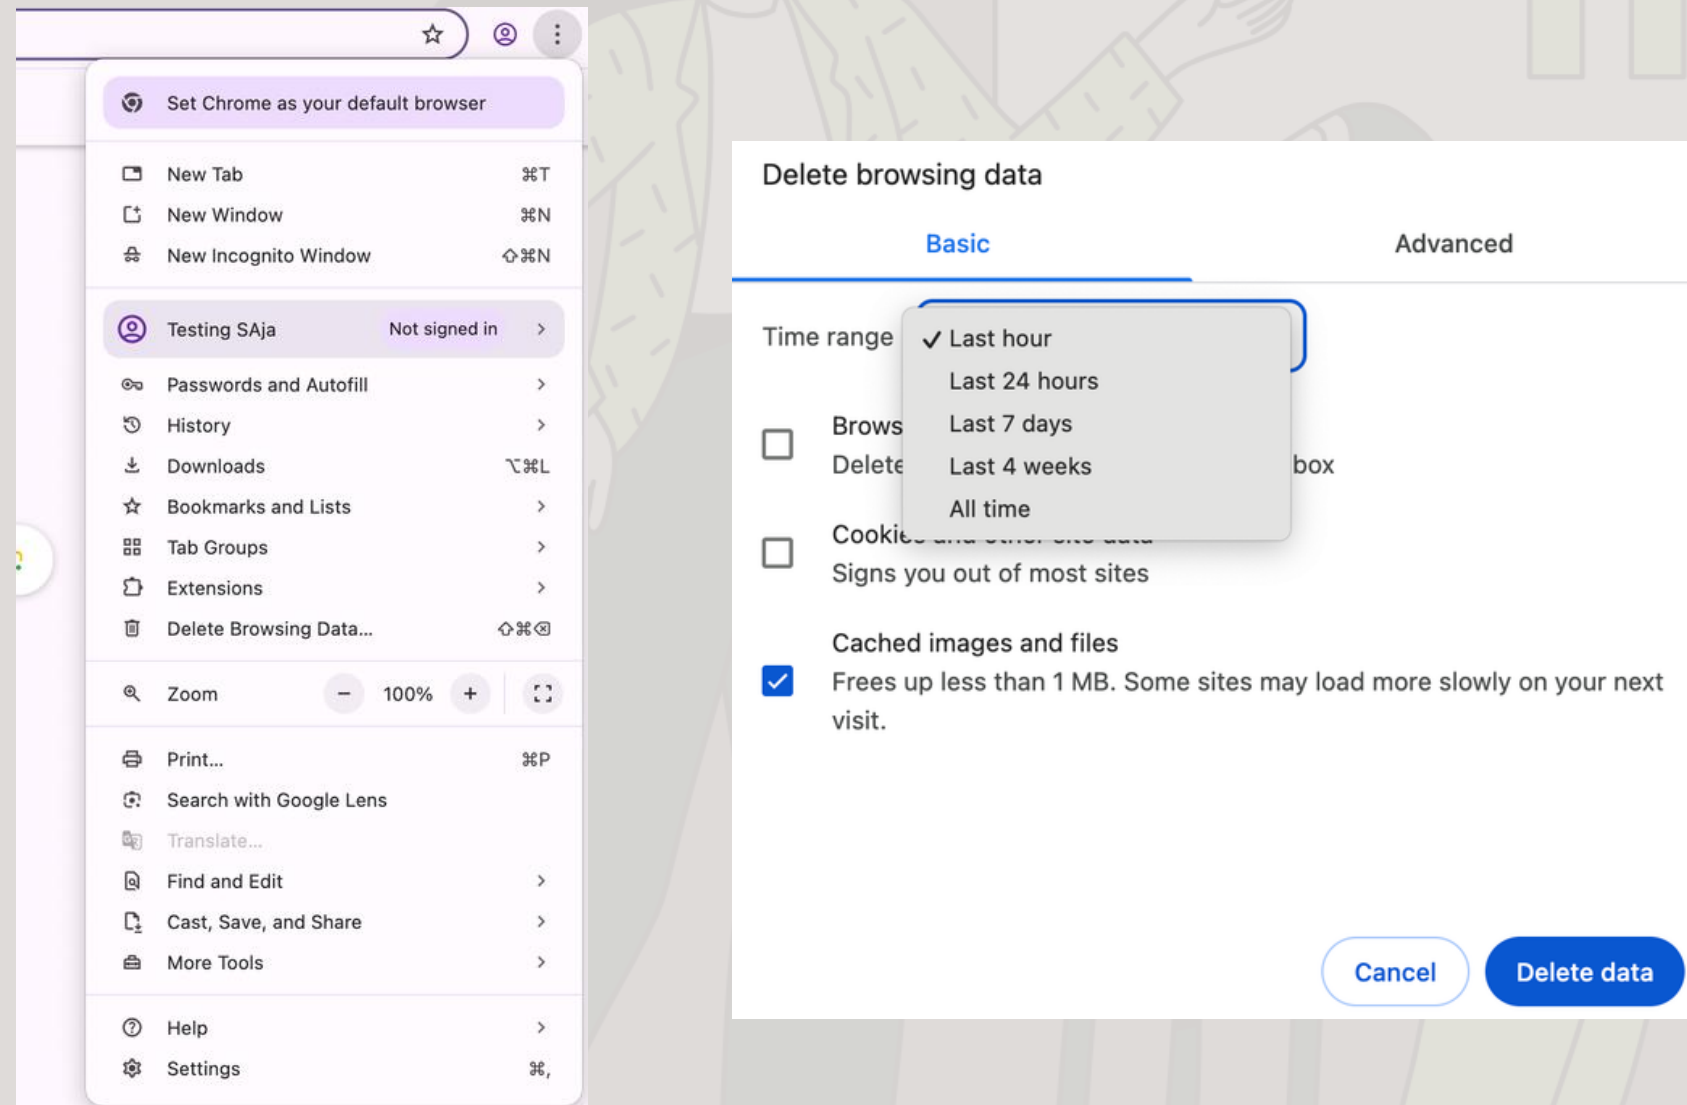 Set Chrome as your default browser
New Tab ⌘T
New Window ⌘N
New Incognito Window ⇧⌘N
Testing SAja Not signed in
Passwords and Autofill
History
Downloads ⌥⌘L
Bookmarks and Lists
Tab Groups
Extensions
Delete Browsing Data... ⇧⌘⌫
Zoom − 100% +
Print... ⌘P
Search with Google Lens
Translate...
Find and Edit
Cast, Save, and Share
More Tools
Help
Settings ⌘,
Delete browsing data
Basic Advanced
Time range
✓ Last hour
Last 24 hours
Last 7 days
Last 4 weeks
All time
Brows
Delete box
Cookies and other site data
Signs you out of most sites
Cached images and files
Frees up less than 1 MB. Some sites may load more slowly on your next
visit.
Cancel Delete data